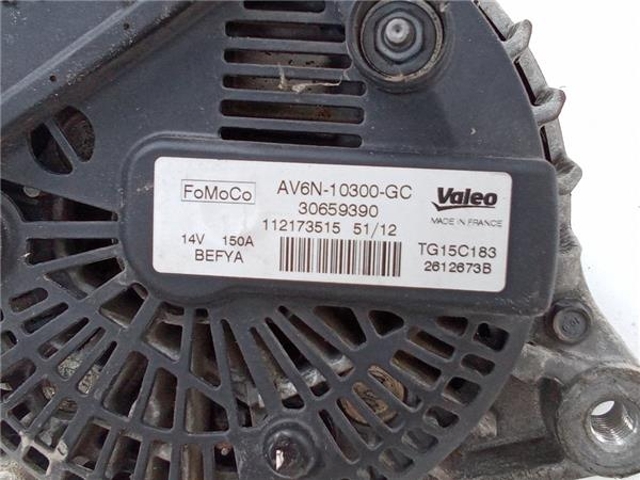 FoMoCo
AV6N-10300-GC
30659390
112173515 51/12
14V 150A
BEFYA
Valeo
MADE IN FRANCE
TG15C183
2612673B